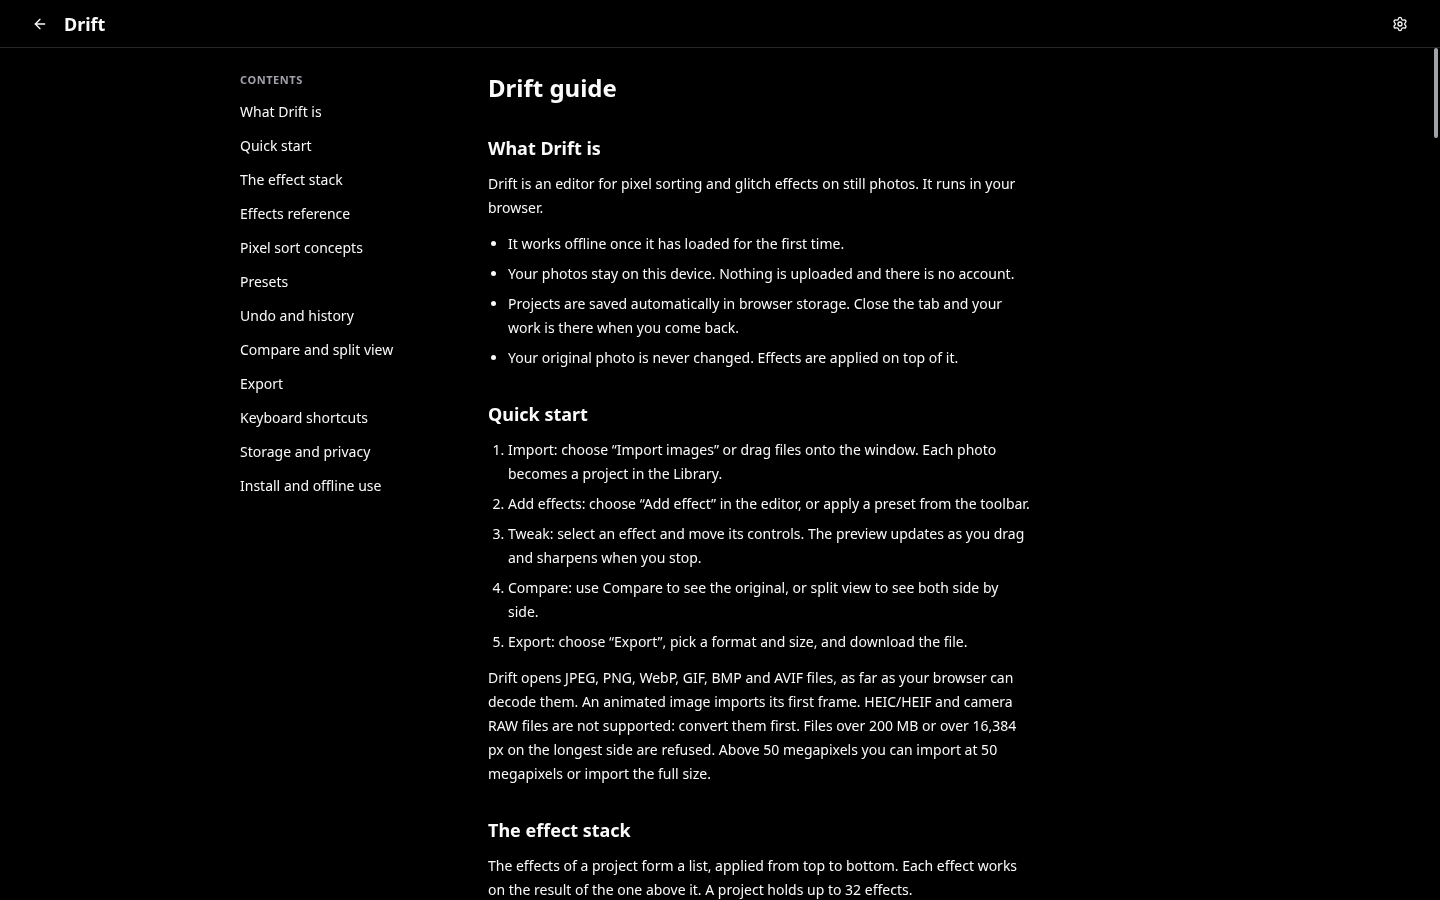 Drift
CONTENTS
What Drift is
Quick start
The effect stack
Effects reference
Pixel sort concepts
Presets
Undo and history
Compare and split view
Export
Keyboard shortcuts
Storage and privacy
Install and offline use
Drift guide
What Drift is
Drift is an editor for pixel sorting and glitch effects on still photos. It runs in your
browser.
• It works offline once it has loaded for the first time.
• Your photos stay on this device. Nothing is uploaded and there is no account.
• Projects are saved automatically in browser storage. Close the tab and your
work is there when you come back.
• Your original photo is never changed. Effects are applied on top of it.
Quick start
1. Import: choose “Import images” or drag files onto the window. Each photo
becomes a project in the Library.
2. Add effects: choose “Add effect” in the editor, or apply a preset from the toolbar.
3. Tweak: select an effect and move its controls. The preview updates as you drag
and sharpens when you stop.
4. Compare: use Compare to see the original, or split view to see both side by
side.
5. Export: choose “Export”, pick a format and size, and download the file.
Drift opens JPEG, PNG, WebP, GIF, BMP and AVIF files, as far as your browser can
decode them. An animated image imports its first frame. HEIC/HEIF and camera
RAW files are not supported: convert them first. Files over 200 MB or over 16,384
px on the longest side are refused. Above 50 megapixels you can import at 50
megapixels or import the full size.
The effect stack
The effects of a project form a list, applied from top to bottom. Each effect works
on the result of the one above it. A project holds up to 32 effects.